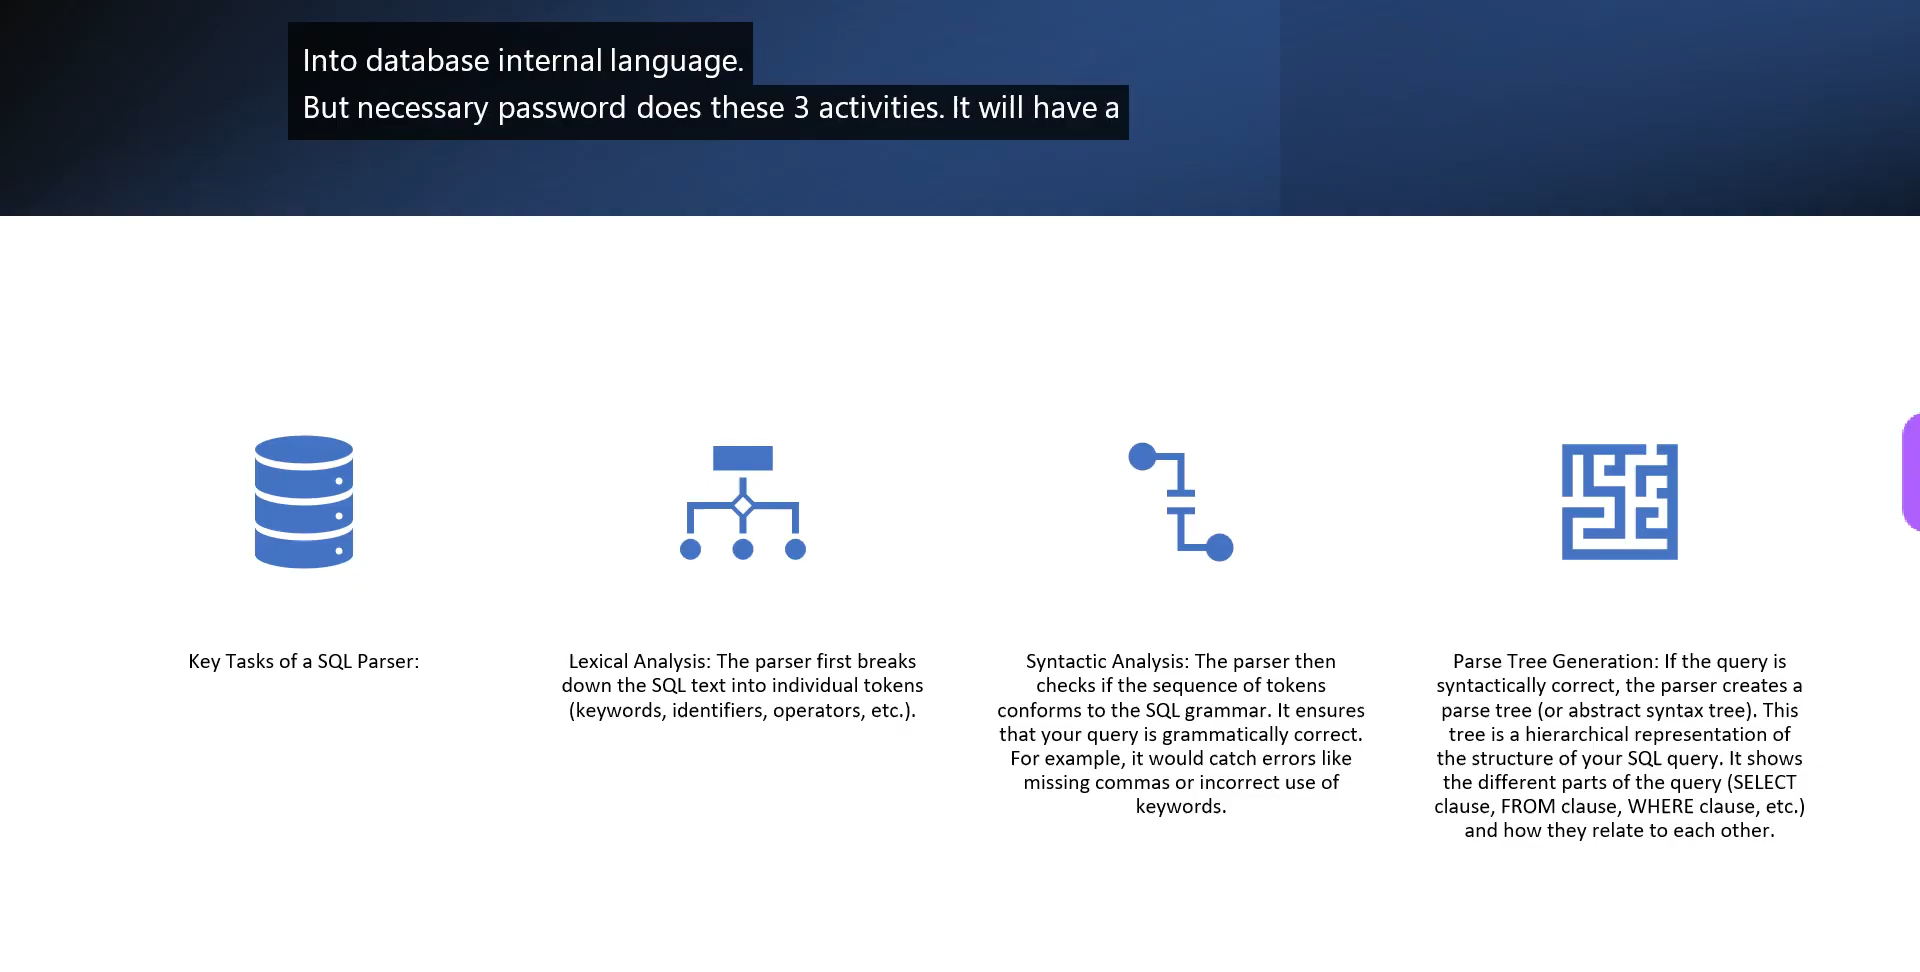 Into database internal language.
But necessary password does these 3 activities. It will have a
Key Tasks of a SQL Parser:
Lexical Analysis: The parser first breaks
down the SQL text into individual tokens
(keywords, identifiers, operators, etc.).
Syntactic Analysis: The parser then
checks if the sequence of tokens
conforms to the SQL grammar. It ensures
that your query is grammatically correct.
For example, it would catch errors like
missing commas or incorrect use of
keywords.
Parse Tree Generation: If the query is
syntactically correct, the parser creates a
parse tree (or abstract syntax tree). This
tree is a hierarchical representation of
the structure of your SQL query. It shows
the different parts of the query (SELECT
clause, FROM clause, WHERE clause, etc.)
and how they relate to each other.